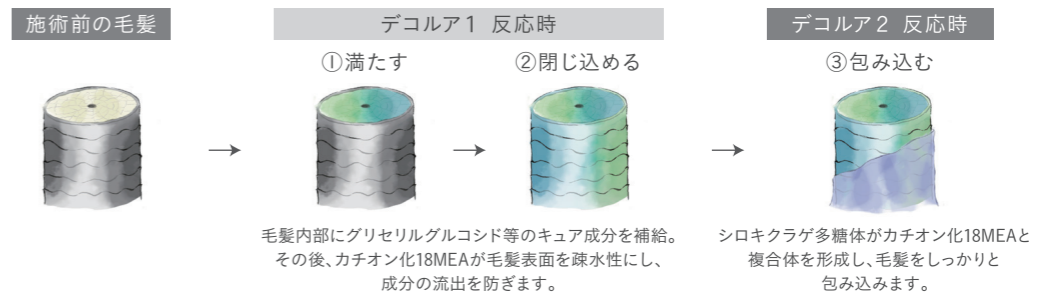 施術前の毛髪
デコルア1 反応時
デコルア2 反応時
①満たす
②閉じ込める
③包み込む
毛髪内部にグリセリルグルコシド等のキュア成分を補給。
その後、カチオン化18MEAが毛髪表面を疎水性にし、
成分の流出を防ぎます。
シロキクラゲ多糖体がカチオン化18MEAと
複合体を形成し、毛髪をしっかりと
包み込みます。